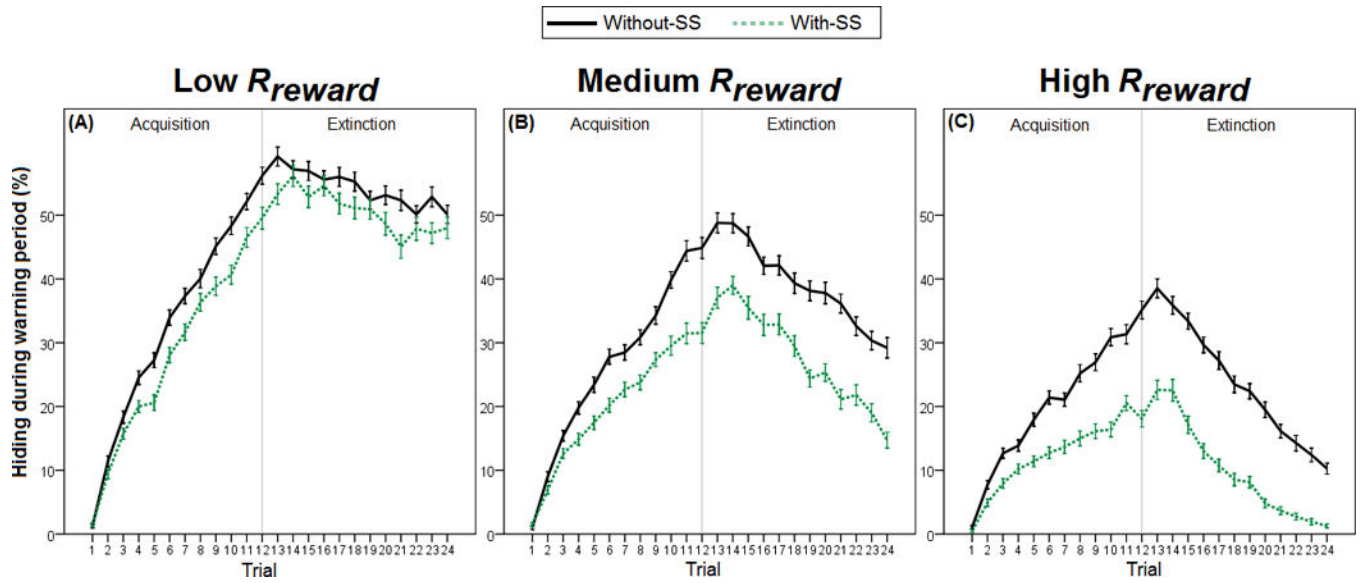 Without-SS With-SS
Low Rreward Medium Rreward High Rreward
(A) Acquisition Extinction (B) Acquisition Extinction (C) Acquisition Extinction
Hiding during warning period (%)
50 50 50
40 40 40
30 30 30
20 20 20
10 10 10
0 0 0
1 2 3 4 5 6 7 8 9 10 11 12 13 14 15 16 17 18 19 20 21 22 23 24 1 2 3 4 5 6 7 8 9 10 11 12 13 14 15 16 17 18 19 20 21 22 23 24 1 2 3 4 5 6 7 8 9 10 11 12 13 14 15 16 17 18 19 20 21 22 23 24
Trial Trial Trial